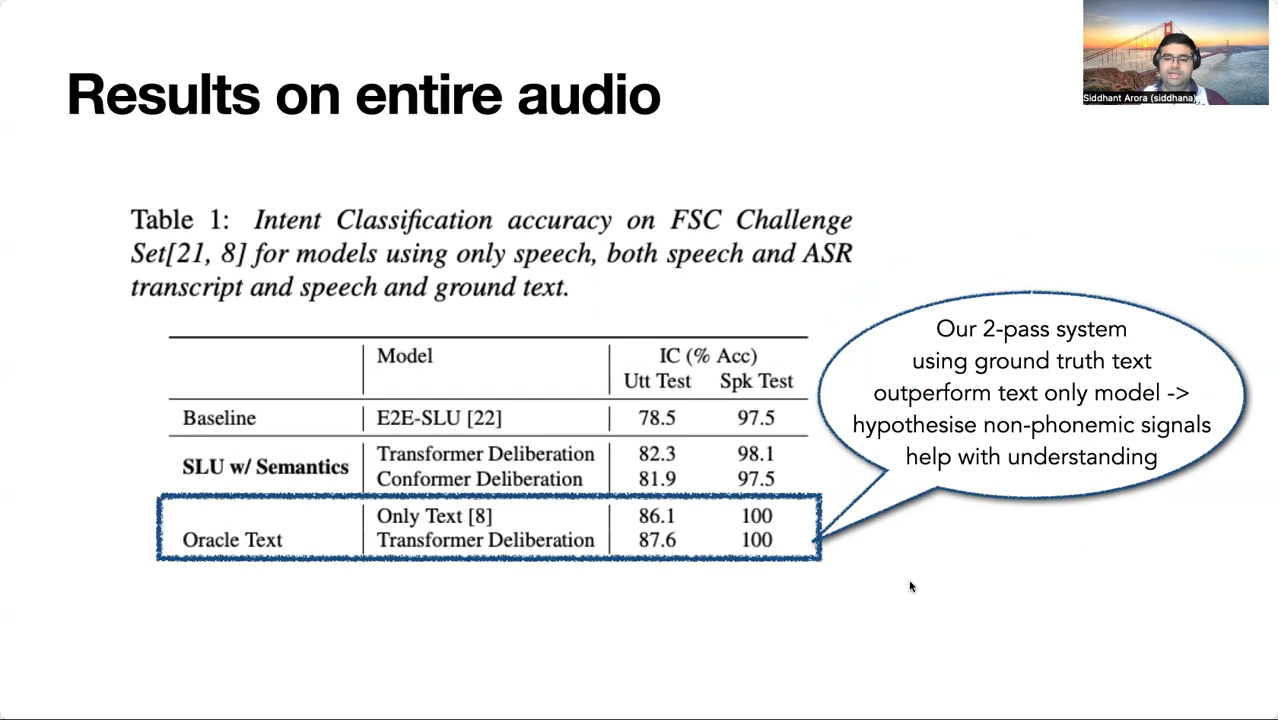 Results on entire audio
Siddhant Arora (siddhana)
Table 1: Intent Classification accuracy on FSC Challenge
Set[21, 8] for models using only speech, both speech and ASR
transcript and speech and ground text.
Model IC (% Acc)
Utt Test Spk Test
Baseline E2E-SLU [22] 78.5 97.5
SLU w/ Semantics Transformer Deliberation 82.3 98.1
Conformer Deliberation 81.9 97.5
Only Text [8] 86.1 100
Oracle Text Transformer Deliberation 87.6 100
Our 2-pass system
using ground truth text
outperform text only model ->
hypothesise non-phonemic signals
help with understanding